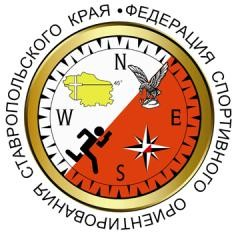 ФЕДЕРАЦИЯ СПОРТИВНОГО ОРИЕНТИРОВАНИЯ СТАВРОПОЛЬСКОГО КРАЯ •
N
45°
W E
S